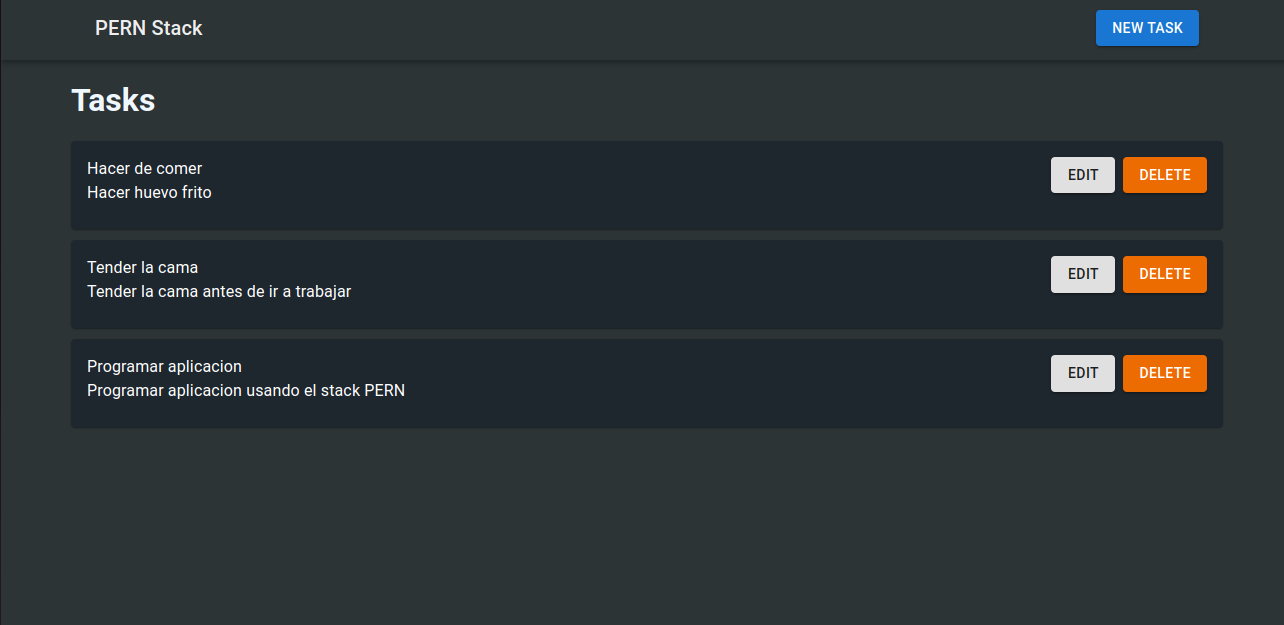 PERN Stack
NEW TASK
Tasks
Hacer de comer
Hacer huevo frito
EDIT
DELETE
Tender la cama
Tender la cama antes de ir a trabajar
EDIT
DELETE
Programar aplicacion
Programar aplicacion usando el stack PERN
EDIT
DELETE